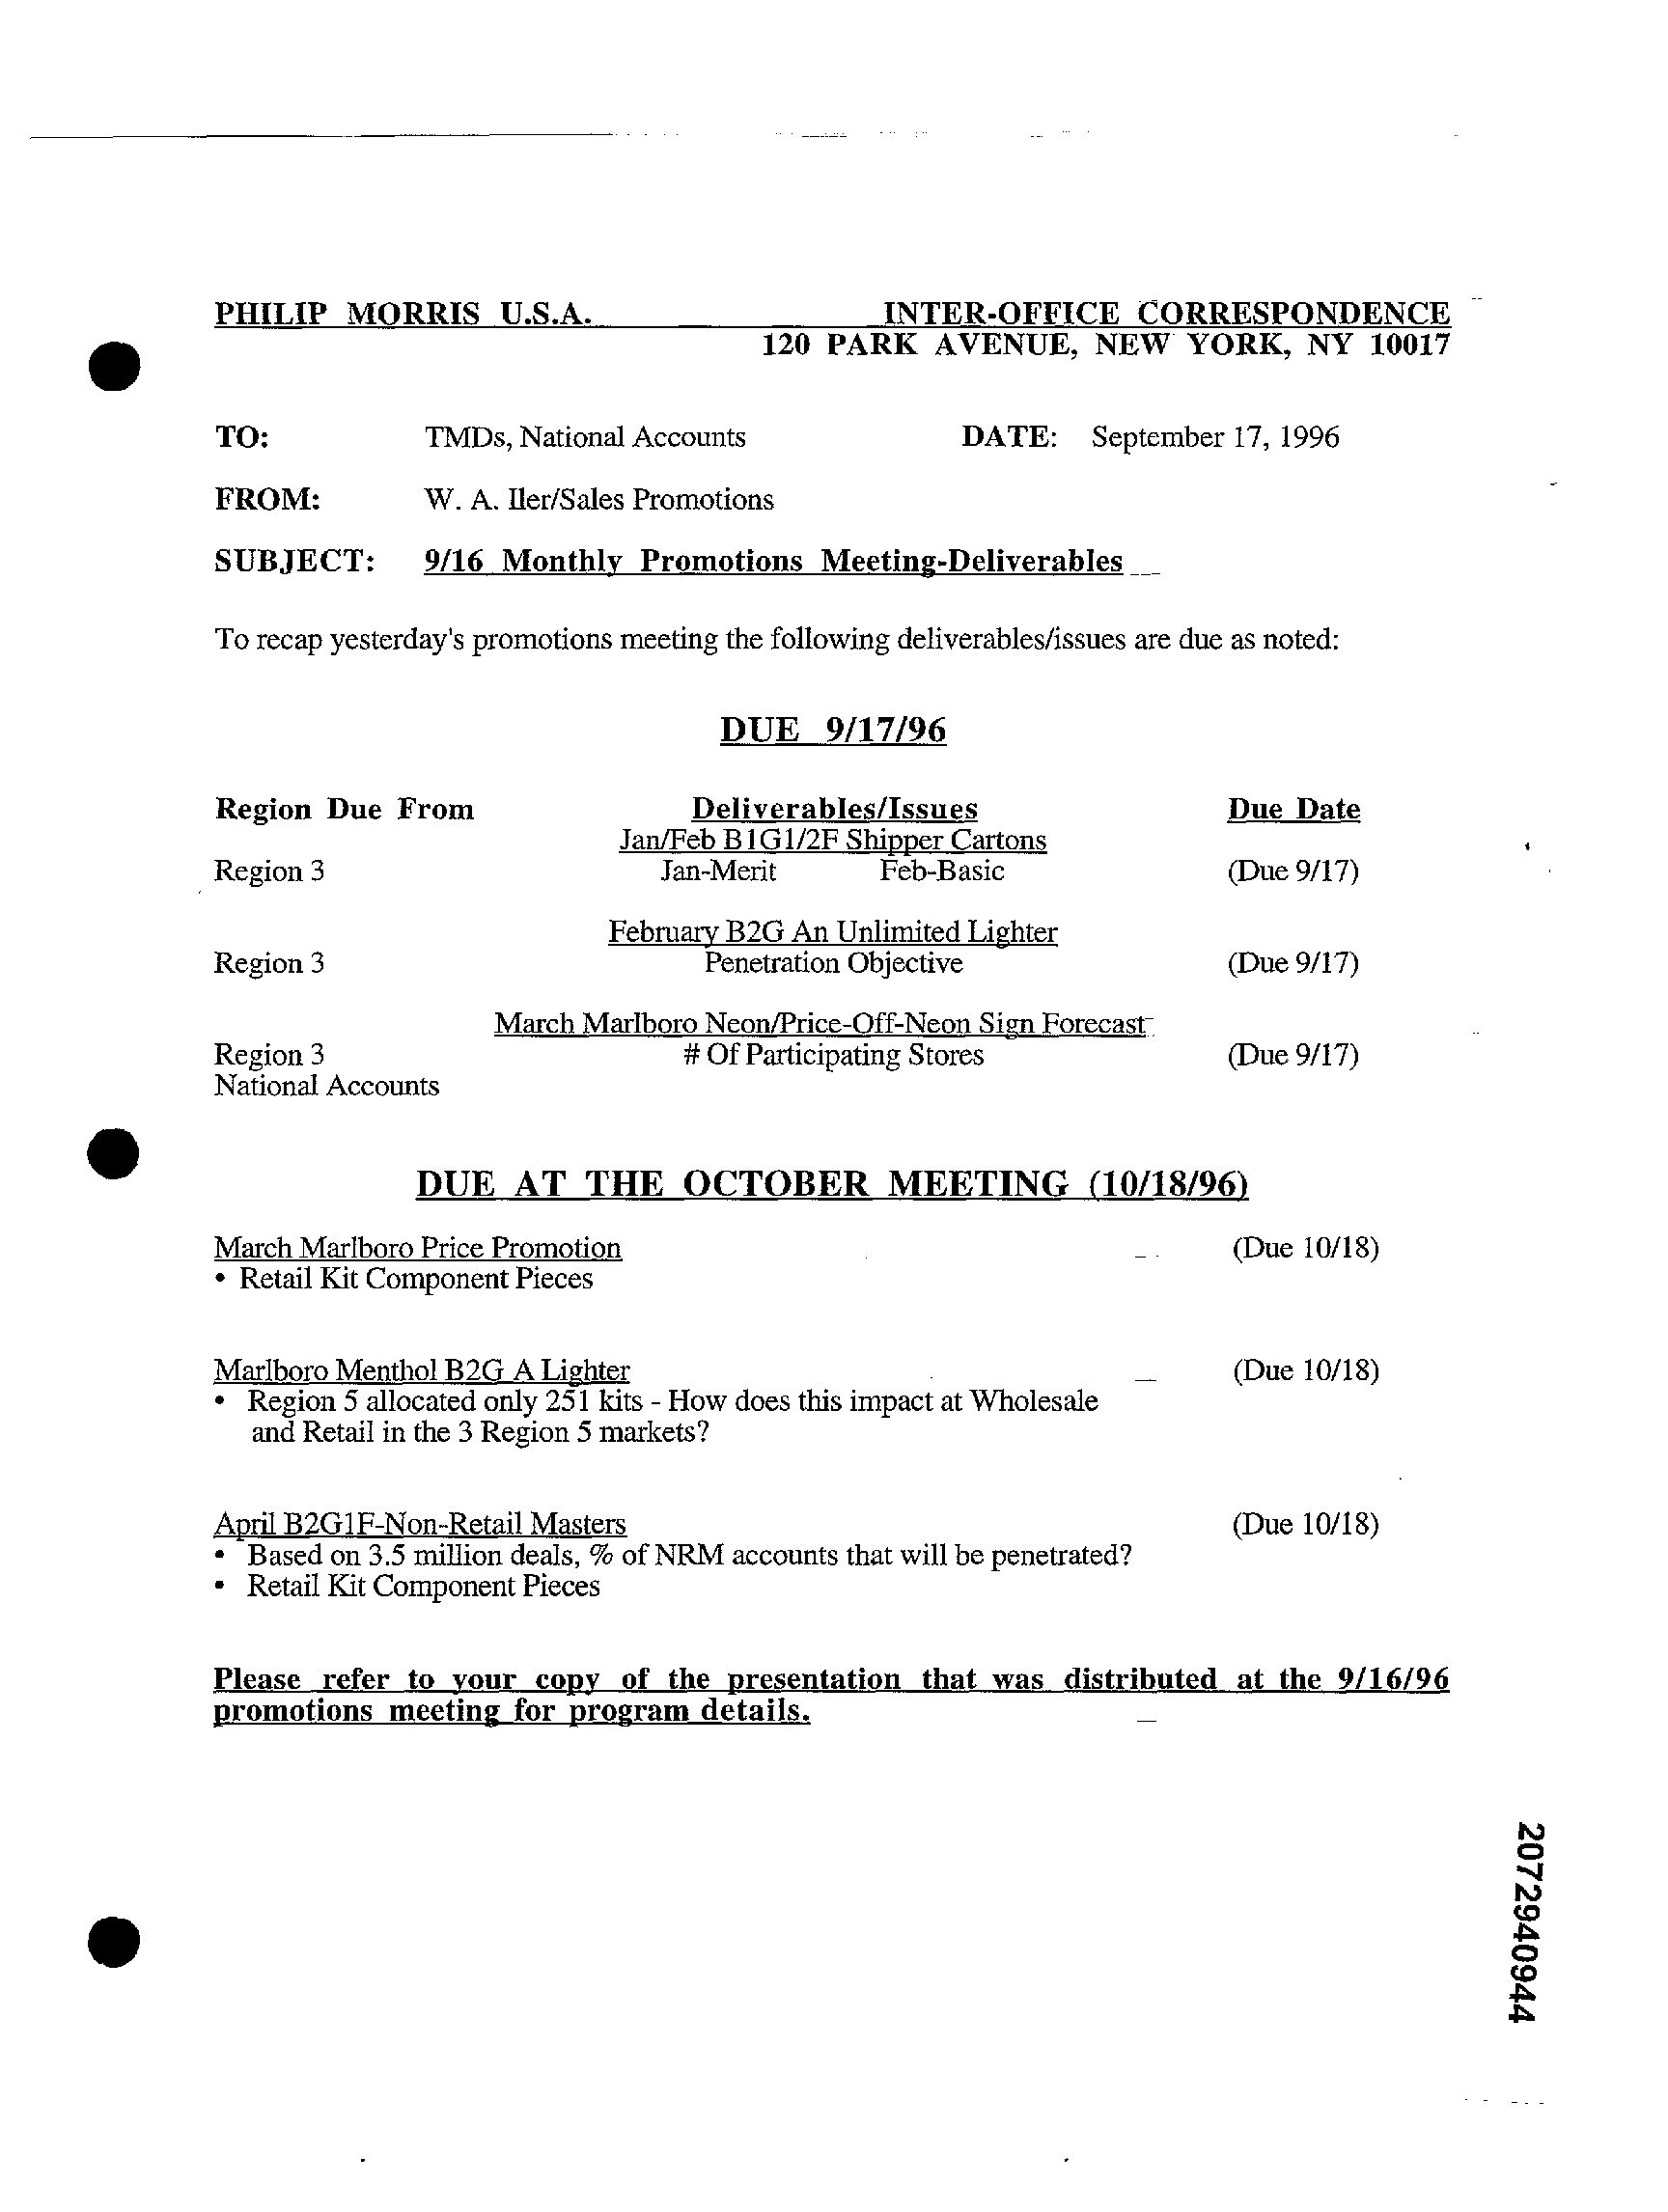 PHILIP MORRIS U.S.A. INTER-OFFICE CORRESPONDENCE
120 PARK AVENUE, NEW YORK, NY 10017
TO: TMDs, National Accounts DATE: September 17, 1996
FROM: W. A. Iler/Sales Promotions
SUBJECT: 9/16 Monthly Promotions Meeting-Deliverables
To recap yesterday's promotions meeting the following deliverables/issues are due as noted:
DUE 9/17/96
Region Due From Deliverables/Issues Due Date
Jan/Feb B1G1/2F Shipper Cartons
Region 3 Jan-Merit Feb-Basic (Due 9/17)
February B2G An Unlimited Lighter
Region 3 Penetration Objective (Due 9/17)
March Marlboro Neon/Price-Off-Neon Sign Forecast
Region 3 # Of Participating Stores (Due 9/17)
National Accounts
DUE AT THE OCTOBER MEETING (10/18/96)
March Marlboro Price Promotion (Due 10/18)
• Retail Kit Component Pieces
Marlboro Menthol B2G A Lighter (Due 10/18)
• Region 5 allocated only 251 kits - How does this impact at Wholesale
and Retail in the 3 Region 5 markets?
April B2G1F-Non-Retail Masters (Due 10/18)
• Based on 3.5 million deals, % of NRM accounts that will be penetrated?
• Retail Kit Component Pieces
Please refer to your copy of the presentation that was distributed at the 9/16/96
promotions meeting for program details.
2072940944